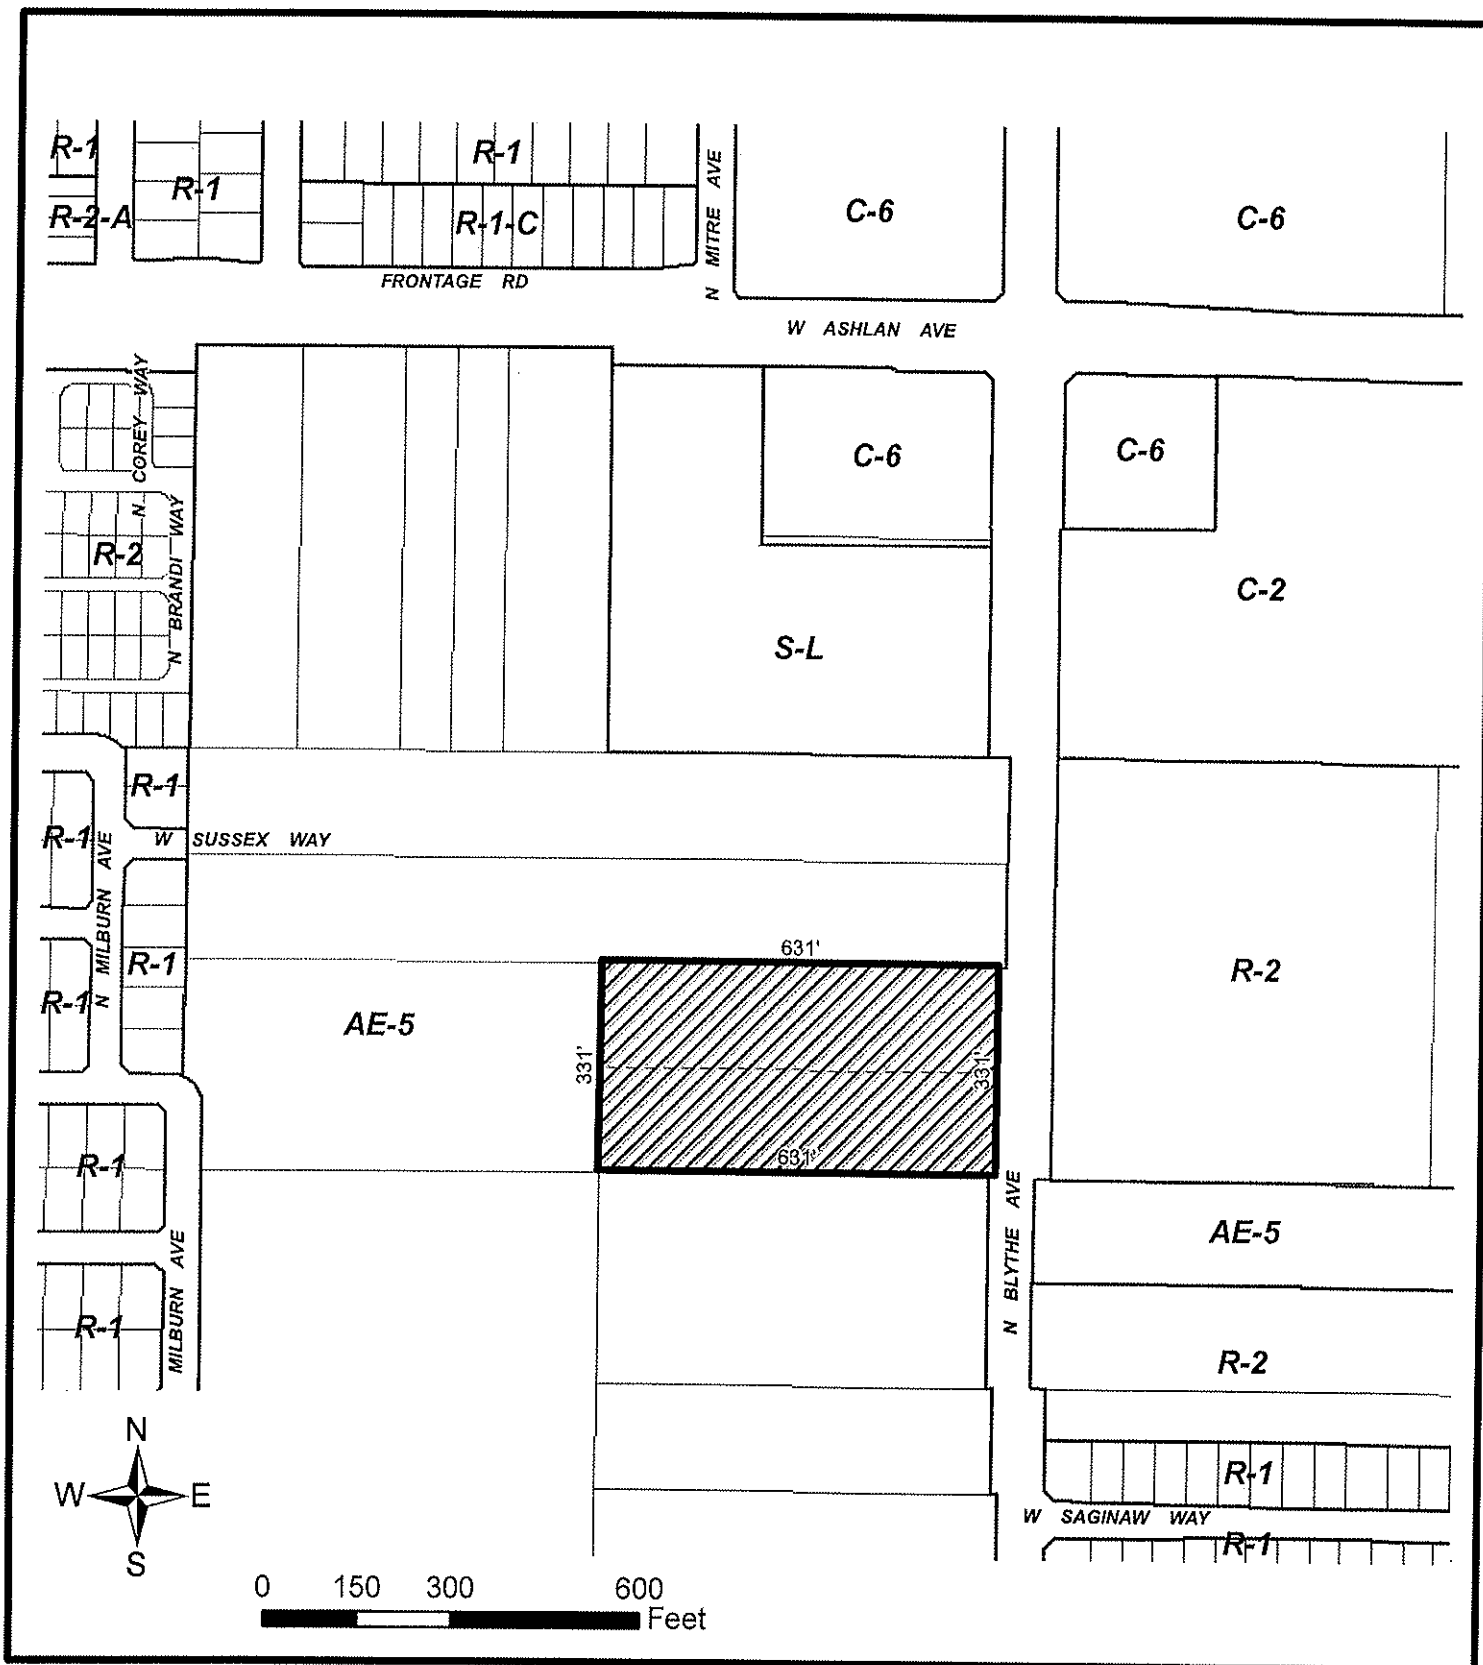 R-1
R-1
R-1
R-2-A
R-1-C
N MITRE AVE
C-6
C-6
FRONTAGE RD
W ASHLAN AVE
N COREY WAY
C-6
C-6
N BRANDI WAY
R-2
C-2
S-L
R-1
R-1
W SUSSEX WAY
N MILBURN AVE
631'
R-1
R-2
R-1
AE-5
331'
331'
631'
R-1
N BLYTHE AVE
AE-5
MILBURN AVE
R-1
R-2
N
W E
S
R-1
W SAGINAW WAY
R-1
0 150 300 600
Feet